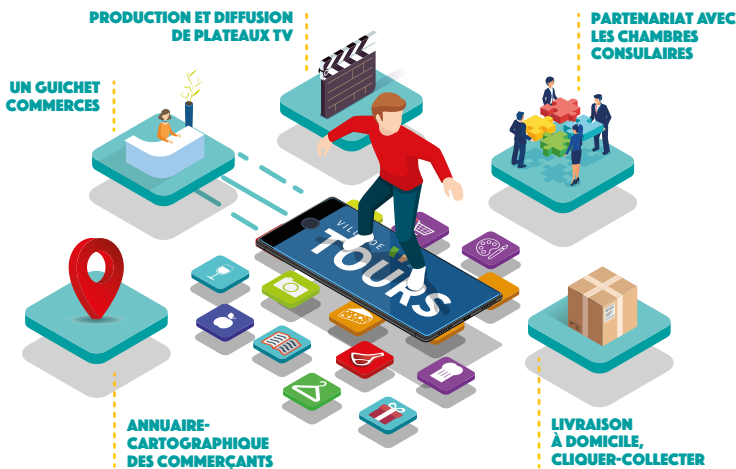 PRODUCTION ET DIFFUSION
DE PLATEAUX TV
PARTENARIAT AVEC
LES CHAMBRES
CONSULAIRES
UN GUICHET
COMMERCES
VILLE DE
TOURS
ANNUAIRE-
CARTOGRAPHIQUE
DES COMMERÇANTS
LIVRAISON
À DOMICILE,
CLIQUER-COLLECTER